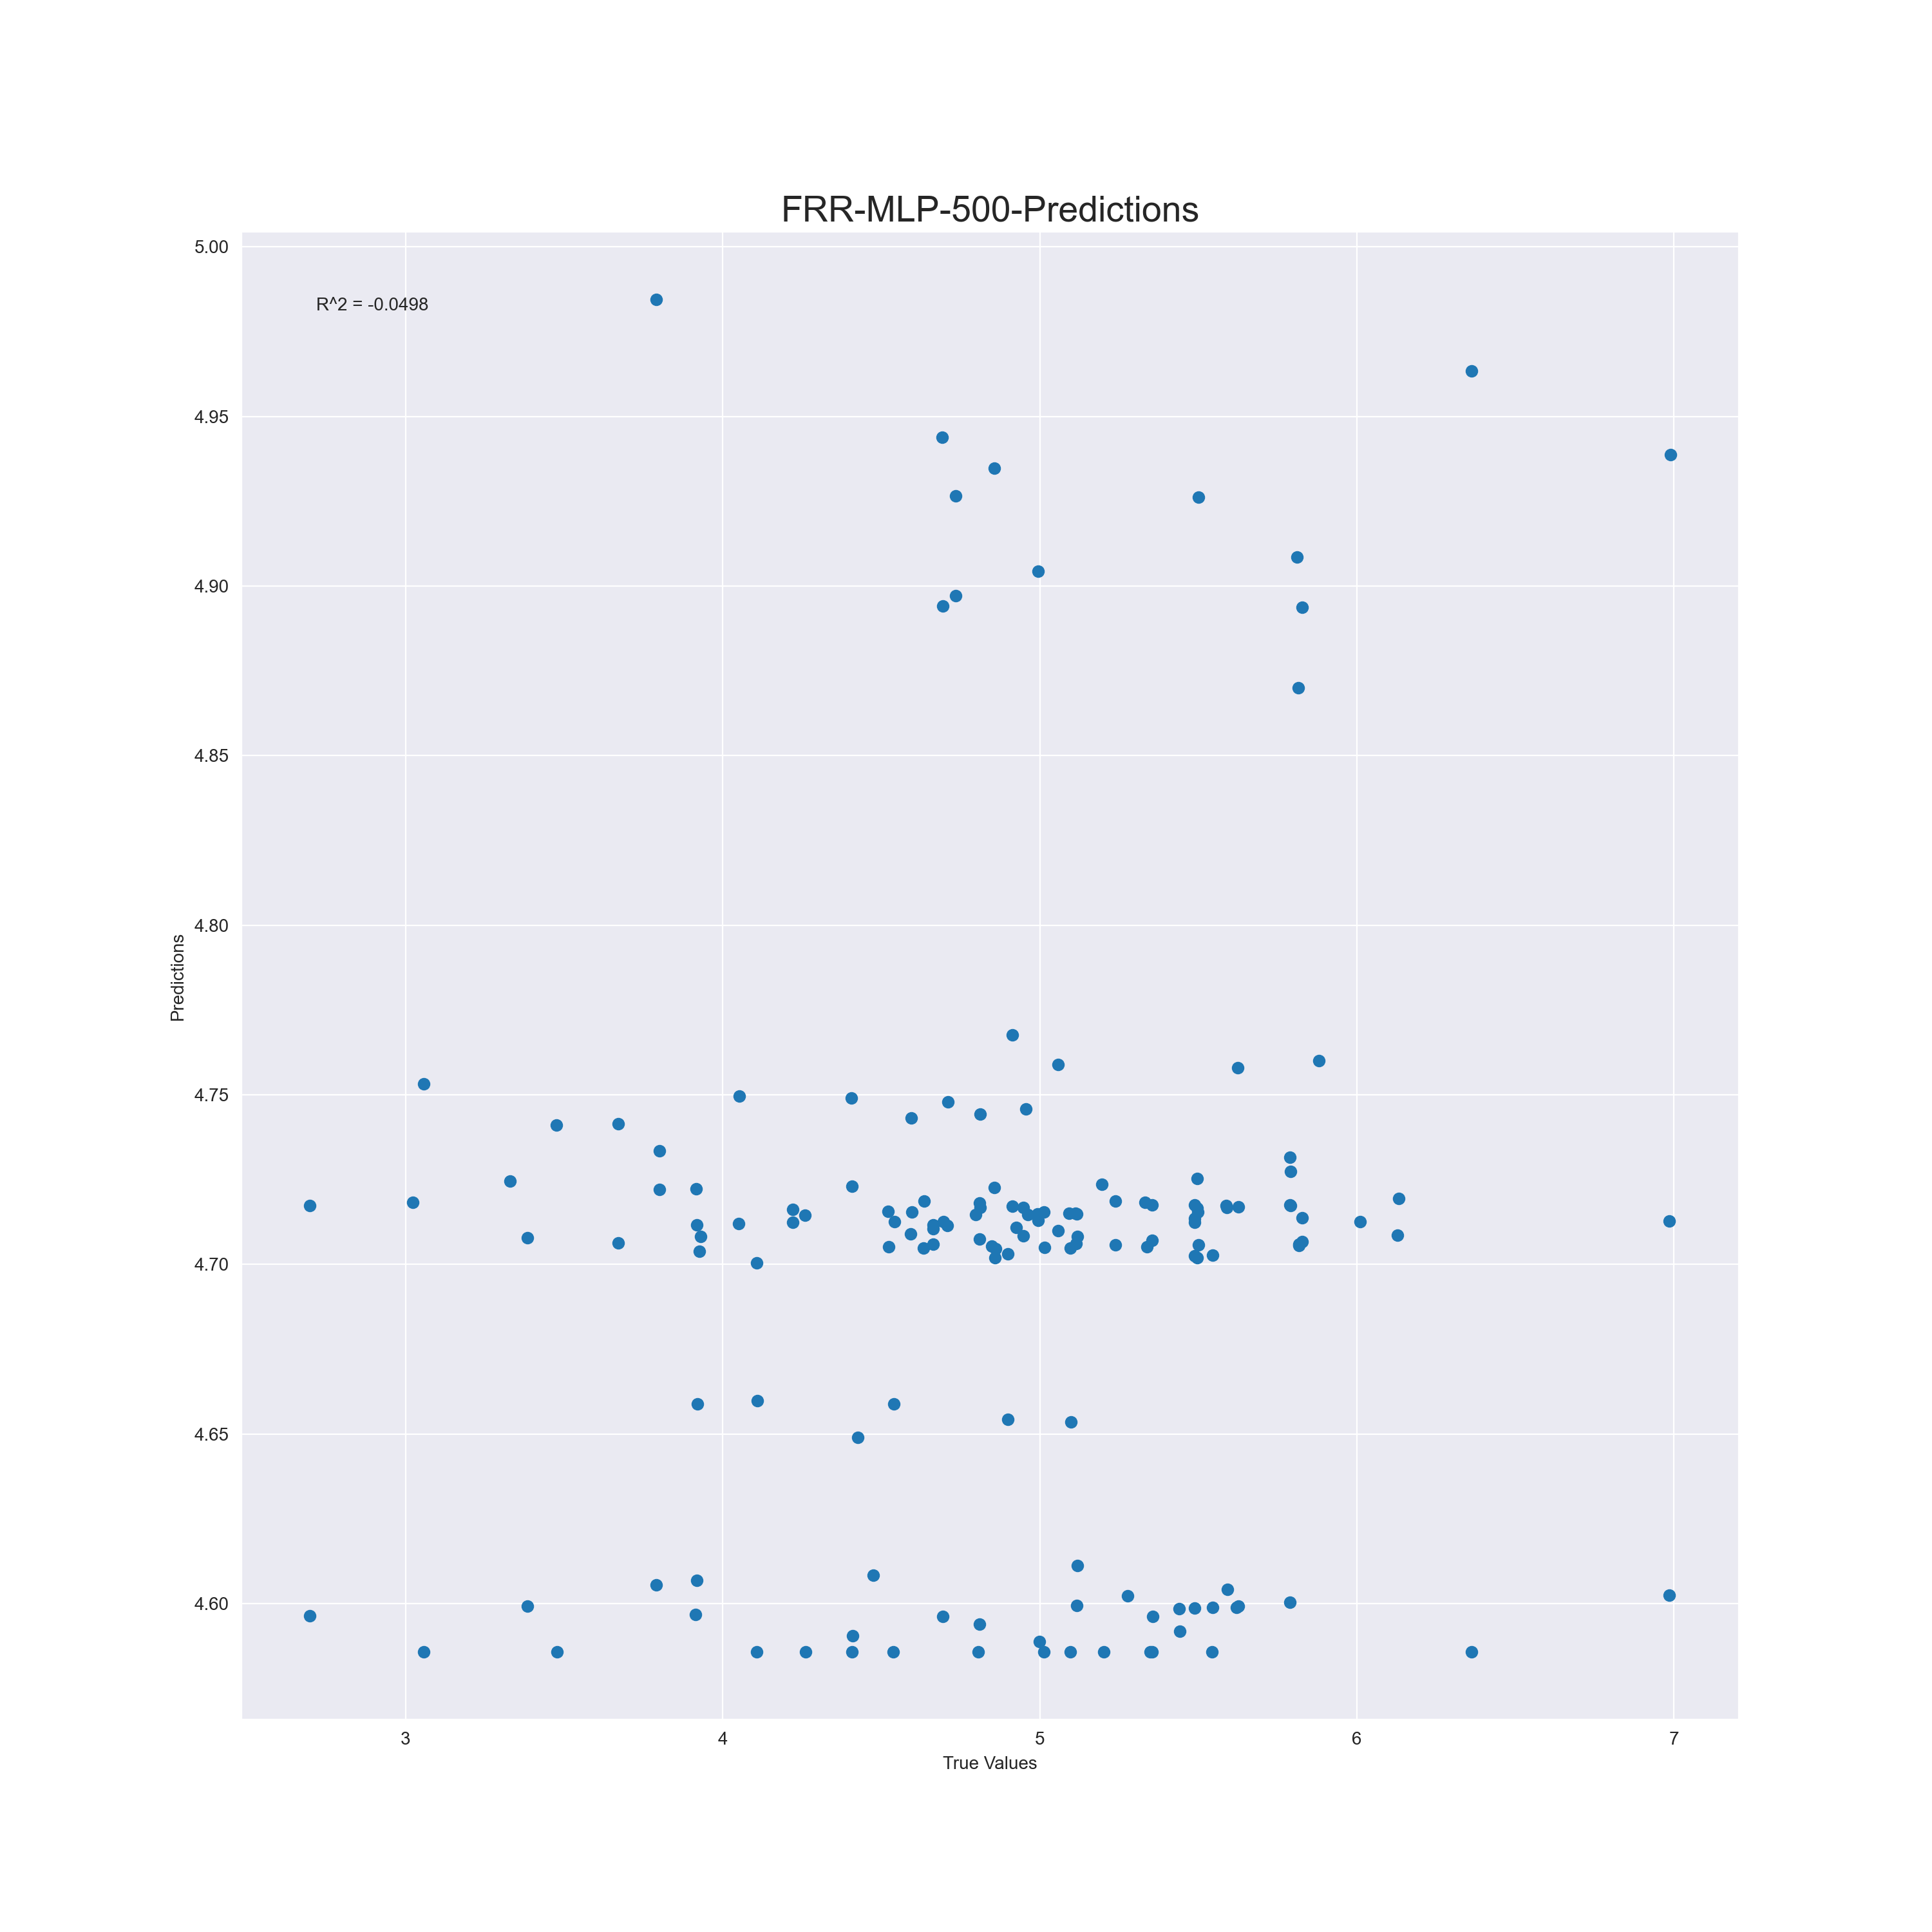 FRR-MLP-500-Predictions
5.00
R^2 = -0.0498
4.95
4.90
4.85
4.80
Predictions
4.75
4.70
4.65
4.60
3 4 5 6 7
True Values